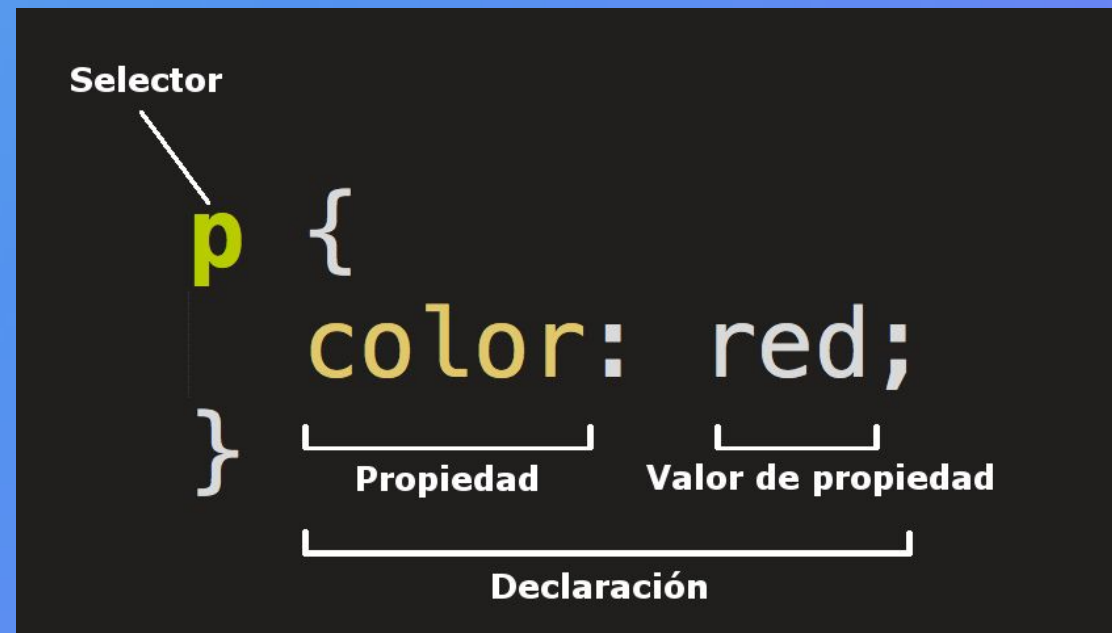 Selector
p {
color: red;
}
Propiedad
Valor de propiedad
Declaración